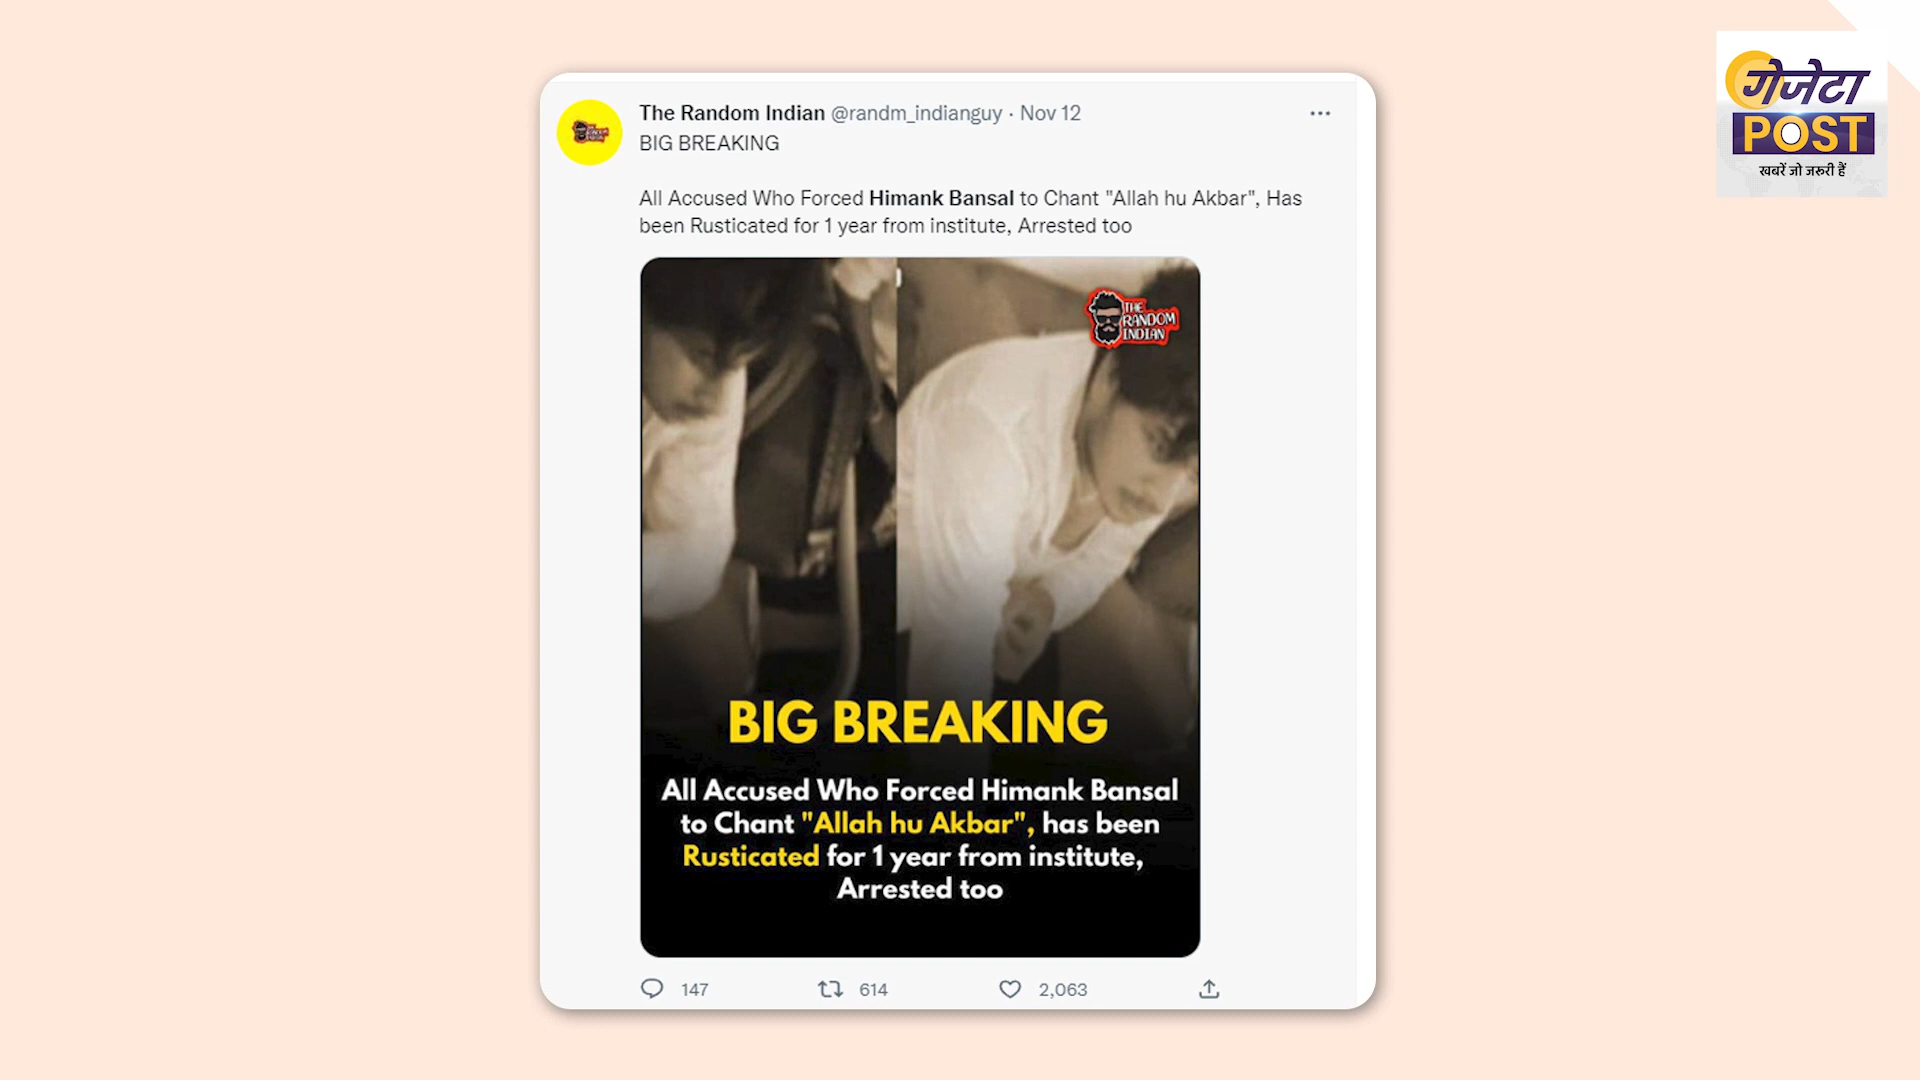 The Random Indian @randm_indianguy · Nov 12
BIG BREAKING
All Accused Who Forced Himank Bansal to Chant "Allah hu Akbar", Has
been Rusticated for 1 year from institute, Arrested too
THE
RANDOM
INDIAN
BIG BREAKING
All Accused Who Forced Himank Bansal
to Chant "Allah hu Akbar", has been
Rusticated for 1 year from institute,
Arrested too
147 614 2,063
गेजेटा
POST
खबरें जो जरूरी हैं